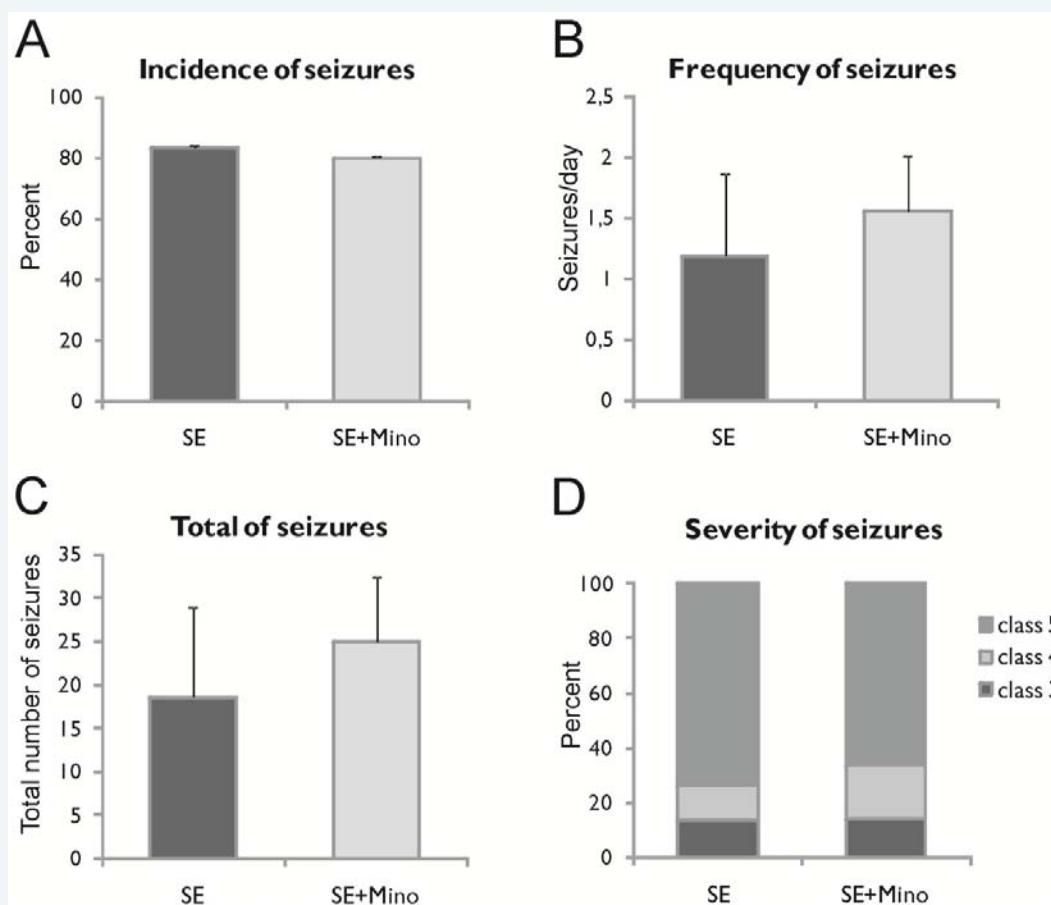 A
Incidence of seizures
Percent
100
80
60
40
20
0
SE SE+Mino
B
Frequency of seizures
Seizures/day
2,5
2
1,5
1
0,5
0
SE SE+Mino
C
Total of seizures
Total number of seizures
35
30
25
20
15
10
5
0
SE SE+Mino
D
Severity of seizures
Percent
100
80
60
40
20
0
SE SE+Mino
class
class
class